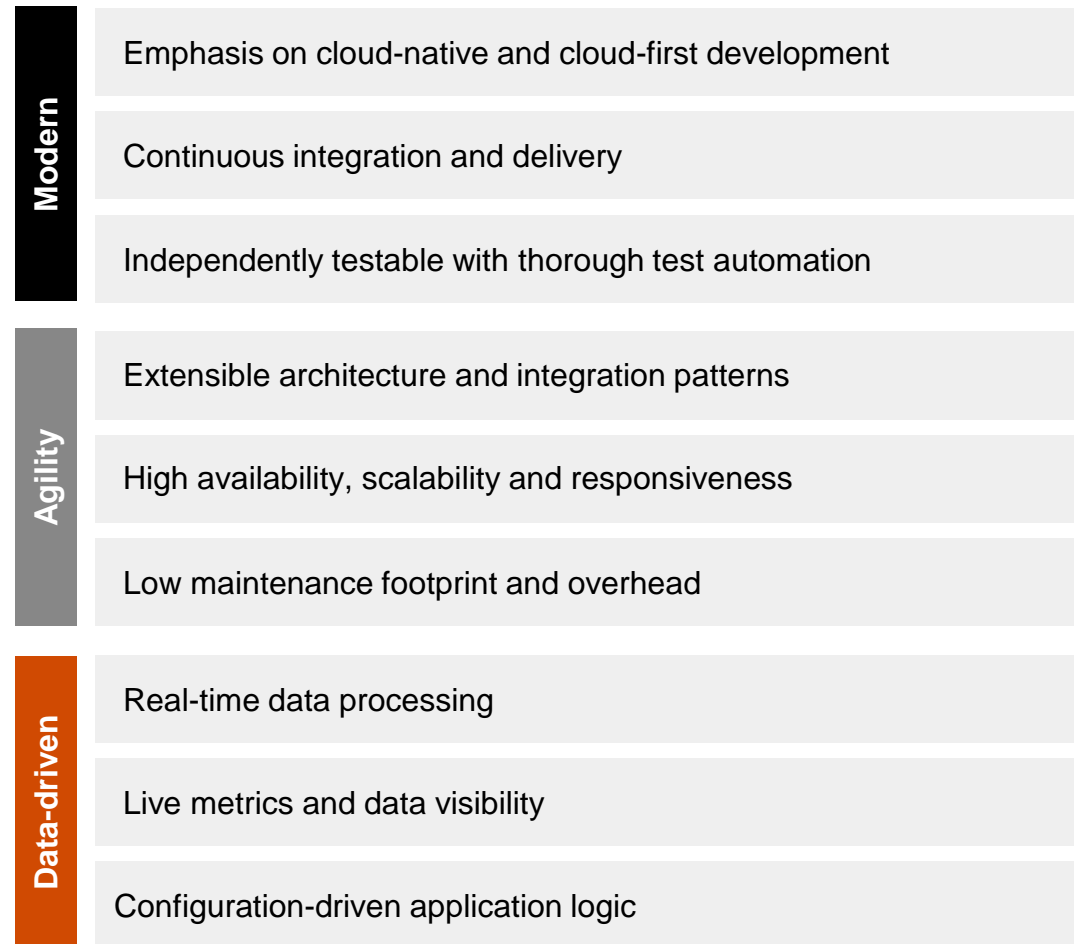 Modern
Emphasis on cloud-native and cloud-first development
Continuous integration and delivery
Independently testable with thorough test automation
Agility
Extensible architecture and integration patterns
High availability, scalability and responsiveness
Low maintenance footprint and overhead
Data-driven
Real-time data processing
Live metrics and data visibility
Configuration-driven application logic